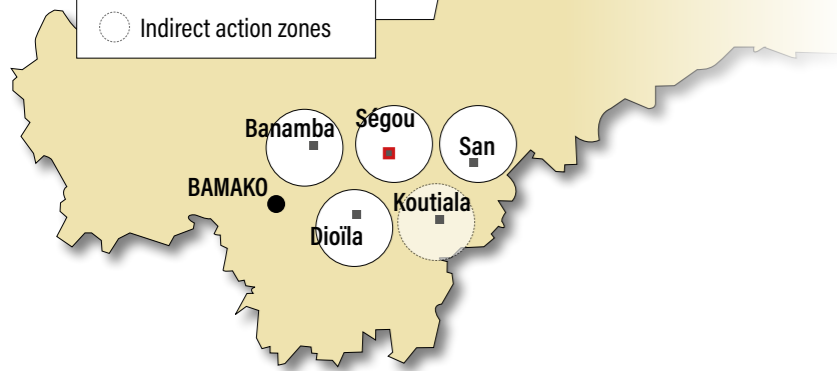 Indirect action zones
Banamba
Ségou
San
BAMAKO
Koutiala
Dioïla